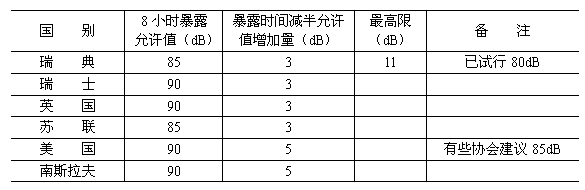 国 别 8 小时暴露允许值（dB） 暴露时间减半允许值增加量（dB） 最高限（dB） 备 注
瑞 典 85 3 11 已试行 80dB
瑞 士 90 3
英 国 90 3
苏 联 85 3
美 国 90 5 有些协会建议 85dB
南斯拉夫 90 5